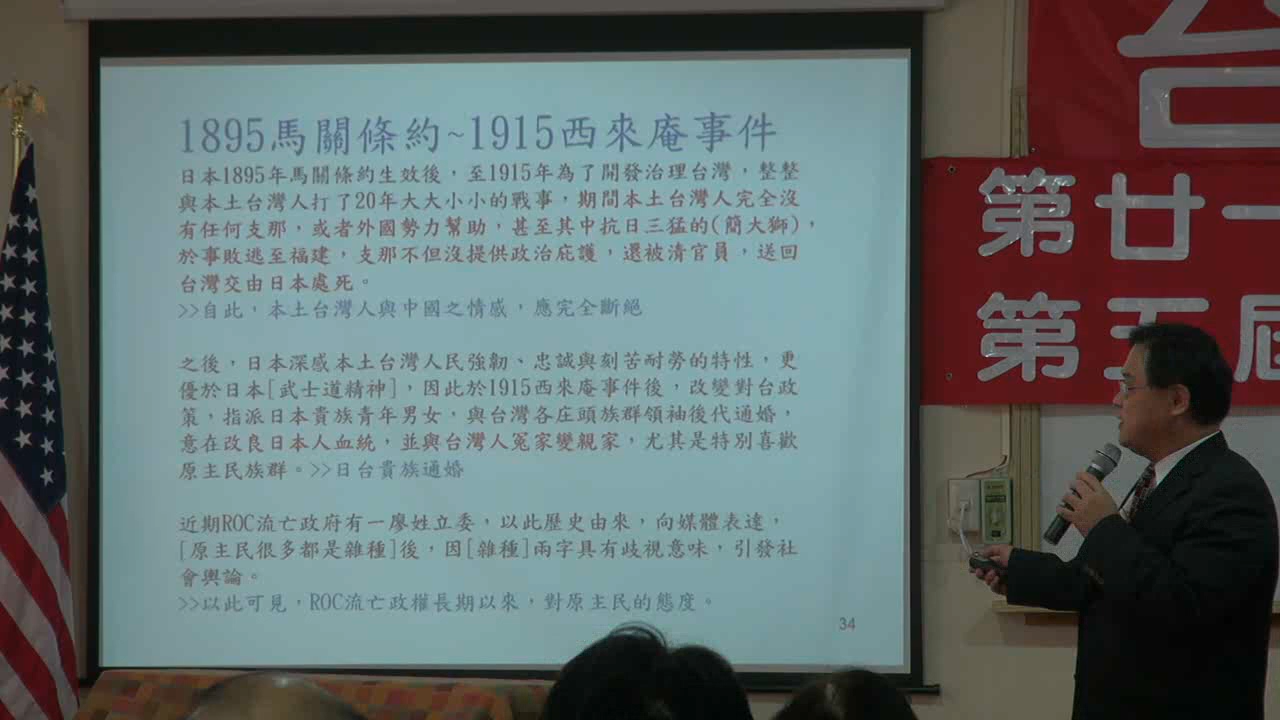 1895馬關條約~1915西來庵事件
日本1895年馬關條約生效後，至1915年為了開發治理台灣，整整
與本土台灣人打了20年大大小小的戰事，期間本土台灣人完全沒
有任何支那，或者外國勢力幫助，甚至其中抗日三猛的(簡大獅)，
於事敗逃至福建，支那不但沒提供政治庇護，還被清官員，送回
台灣交由日本處死。
>>自此，本土台灣人與中國之情感，應完全斷絕
之後，日本深感本土台灣人民強韌、忠誠與刻苦耐勞的特性，更
優於日本[武士道精神]，因此於1915西來庵事件後，改變對台政
策，指派日本貴族青年男女，與台灣各庄頭族群領袖後代通婚，
意在改良日本人血統，並與台灣人冤家變親家，尤其是特別喜歡
原主民族群。>>日台貴族通婚
近期ROC流亡政府有一廖姓立委，以此歷史由來，向媒體表達，
[原主民很多都是雜種]後，因[雜種]兩字具有歧視意味，引發社
會輿論。
>>以此可見，ROC流亡政權長期以來，對原主民的態度。
34
台
第廿一
第五屆